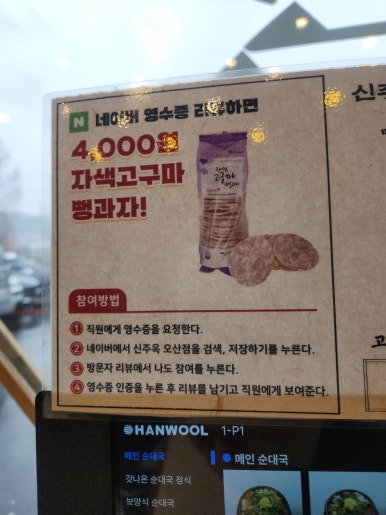 N 네이버 영수증 리뷰하면
4,000원
자색고구마
뻥과자!
참여방법
1 직원에게 영수증을 요청한다.
2 네이버에서 신주옥 오산점을 검색, 저장하기를 누른다.
3 방문자 리뷰에서 나도 참여를 누른다.
4 영수증 인증을 누른 후 리뷰를 남기고 직원에게 보여준다.
신주
고
HANWOOL 1-P1
메인 순대국
메인 순대국
갓나온 순대국 정식
보양식 순대국